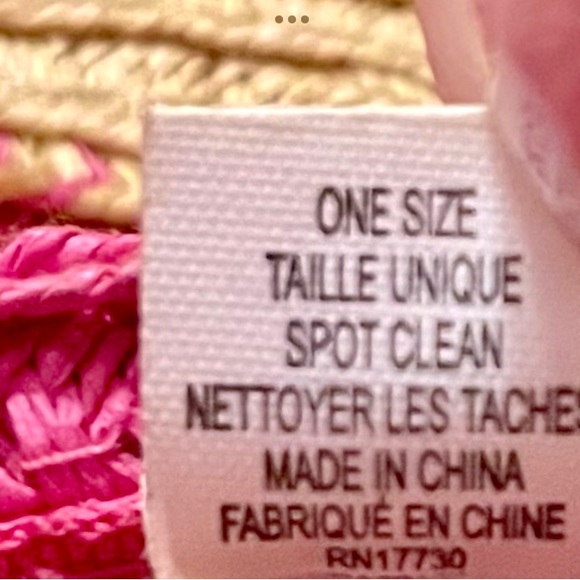 ONE SIZE
TAILLE UNIQUE
SPOT CLEAN
NETTOYER LES TACHES
MADE IN CHINA
FABRIQUÉ EN CHINE
RN17730